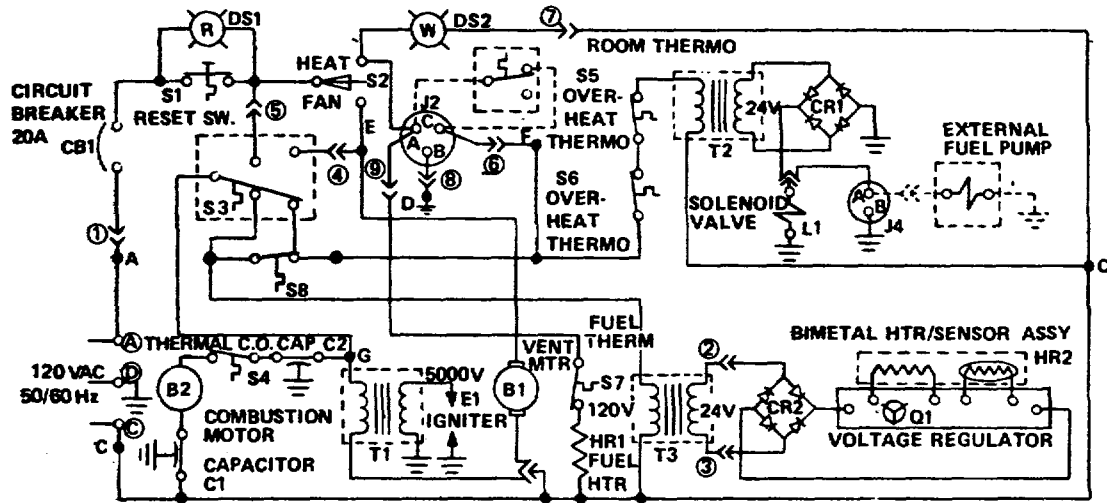 DS1
R
DS2
W
⑦
ROOM THERMO
HEAT
S1
S2
S5
CIRCUIT
BREAKER
20A
RESET SW.
⑤
FAN
J2
OVER-
HEAT
THERMO
24V
CR1
EXTERNAL
FUEL PUMP
CB1
E
C
A
B
F
T2
④
⑨
⑥
⑧
S3
D
S6
OVER-
HEAT
THERMO
SOLENOID
VALVE
L1
A
B
J4
①
A
C
S8
FUEL
THERM
BIMETAL HTR/SENSOR ASSY
HR2
Ⓐ
THERMAL C.O.
CAP C2
G
VENT
MTR
②
120 VAC
50/60 Hz
Ⓓ
S4
B2
5000V
E1
IGNITER
B1
S7
120V
24V
CR2
Q1
VOLTAGE REGULATOR
Ⓒ
C
COMBUSTION
MOTOR
CAPACITOR
C1
T1
HR1
FUEL
HTR
T3
③